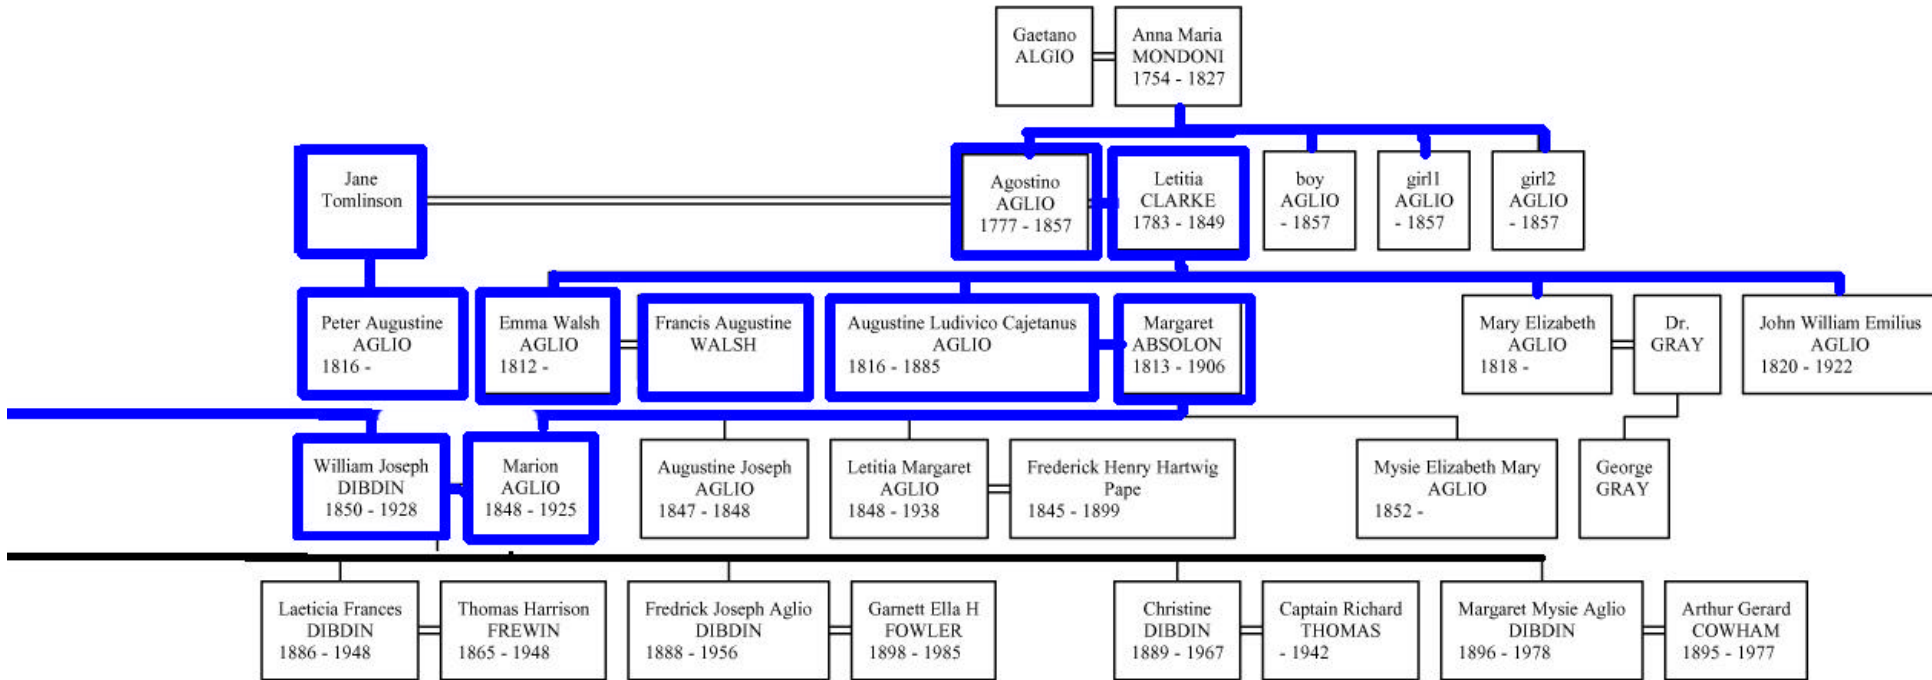 Gaetano
ALGIO
Anna Maria
MONDONI
1754 - 1827
Jane
Tomlinson
Agostino
AGLIO
1777 - 1857
Letitia
CLARKE
1783 - 1849
boy
AGLIO
- 1857
girl1
AGLIO
- 1857
girl2
AGLIO
- 1857
Peter Augustine
AGLIO
1816 -
Emma Walsh
AGLIO
1812 -
Francis Augustine
WALSH
Augustine Ludivico Cajetanus
AGLIO
1816 - 1885
Margaret
ABSOLON
1813 - 1906
Mary Elizabeth
AGLIO
1818 -
Dr.
GRAY
John William Emilius
AGLIO
1820 - 1922
William Joseph
DIBDIN
1850 - 1928
Marion
AGLIO
1848 - 1925
Augustine Joseph
AGLIO
1847 - 1848
Letitia Margaret
AGLIO
1848 - 1938
Frederick Henry Hartwig
Pape
1845 - 1899
Mysie Elizabeth Mary
AGLIO
1852 -
George
GRAY
Laeticia Frances
DIBDIN
1886 - 1948
Thomas Harrison
FREWIN
1865 - 1948
Fredrick Joseph Aglio
DIBDIN
1888 - 1956
Garnett Ella H
FOWLER
1898 - 1985
Christine
DIBDIN
1889 - 1967
Captain Richard
THOMAS
- 1942
Margaret Mysie Aglio
DIBDIN
1896 - 1978
Arthur Gerard
COWHAM
1895 - 1977